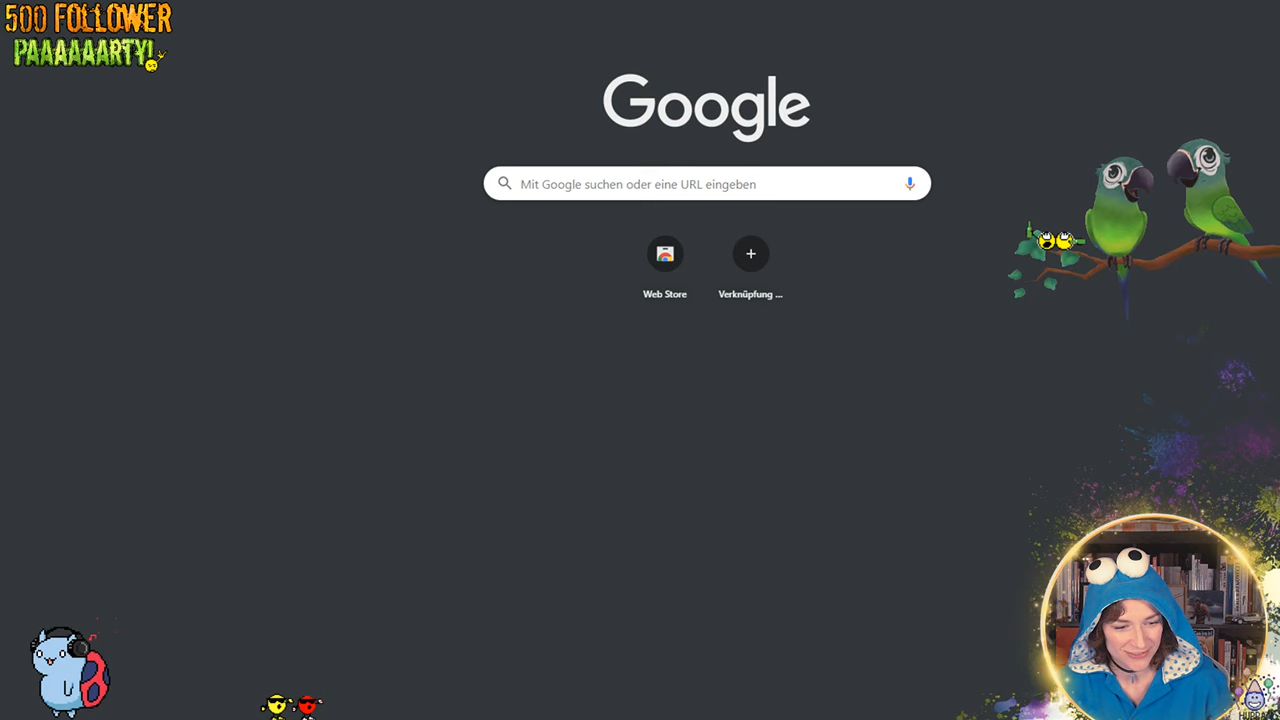 500 FOLLOWER
PAAAAAARTY!
Google
Mit Google suchen oder eine URL eingeben
Web Store
Verknüpfung ...